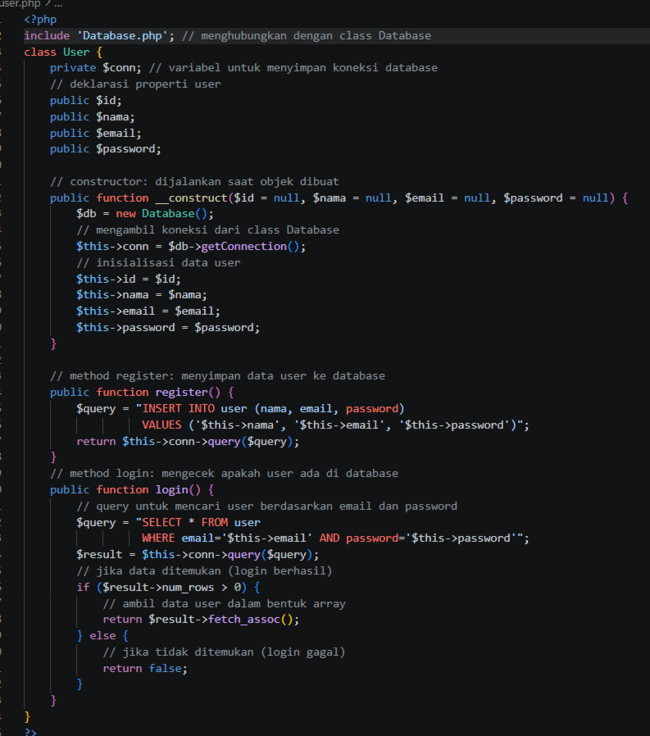 user.php > ...
<?php
include 'Database.php'; // menghubungkan dengan class Database
class User {
    private $conn; // variabel untuk menyimpan koneksi database
    // deklarasi properti user
    public $id;
    public $nama;
    public $email;
    public $password;

    // constructor: dijalankan saat objek dibuat
    public function __construct($id = null, $nama = null, $email = null, $password = null) {
        $db = new Database();
        // mengambil koneksi dari class Database
        $this->conn = $db->getConnection();
        // inisialisasi data user
        $this->id = $id;
        $this->nama = $nama;
        $this->email = $email;
        $this->password = $password;
    }

    // method register: menyimpan data user ke database
    public function register() {
        $query = "INSERT INTO user (nama, email, password)
                  VALUES ('$this->nama', '$this->email', '$this->password')";
        return $this->conn->query($query);
    }
    // method login: mengecek apakah user ada di database
    public function login() {
        // query untuk mencari user berdasarkan email dan password
        $query = "SELECT * FROM user
                  WHERE email='$this->email' AND password='$this->password'";
        $result = $this->conn->query($query);
        // jika data ditemukan (login berhasil)
        if ($result->num_rows > 0) {
            // ambil data user dalam bentuk array
            return $result->fetch_assoc();
        } else {
            // jika tidak ditemukan (login gagal)
            return false;
        }
    }
}
?>